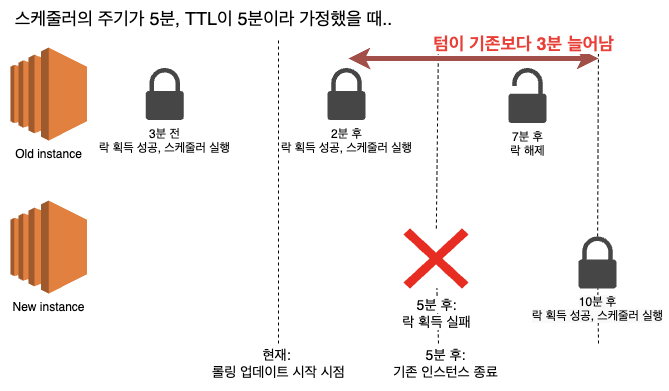 스케줄러의 주기가 5분, TTL이 5분이라 가정했을 때..
텀이 기존보다 3분 늘어남
Old instance
3분 전
락 획득 성공, 스케줄러 실행
2분 후
락 획득 성공, 스케줄러 실행
7분 후
락 해제
New instance
5분 후:
락 획득 실패
10분 후
락 획득 성공, 스케줄러 실행
현재:
롤링 업데이트 시작 시점
5분 후:
기존 인스턴스 종료